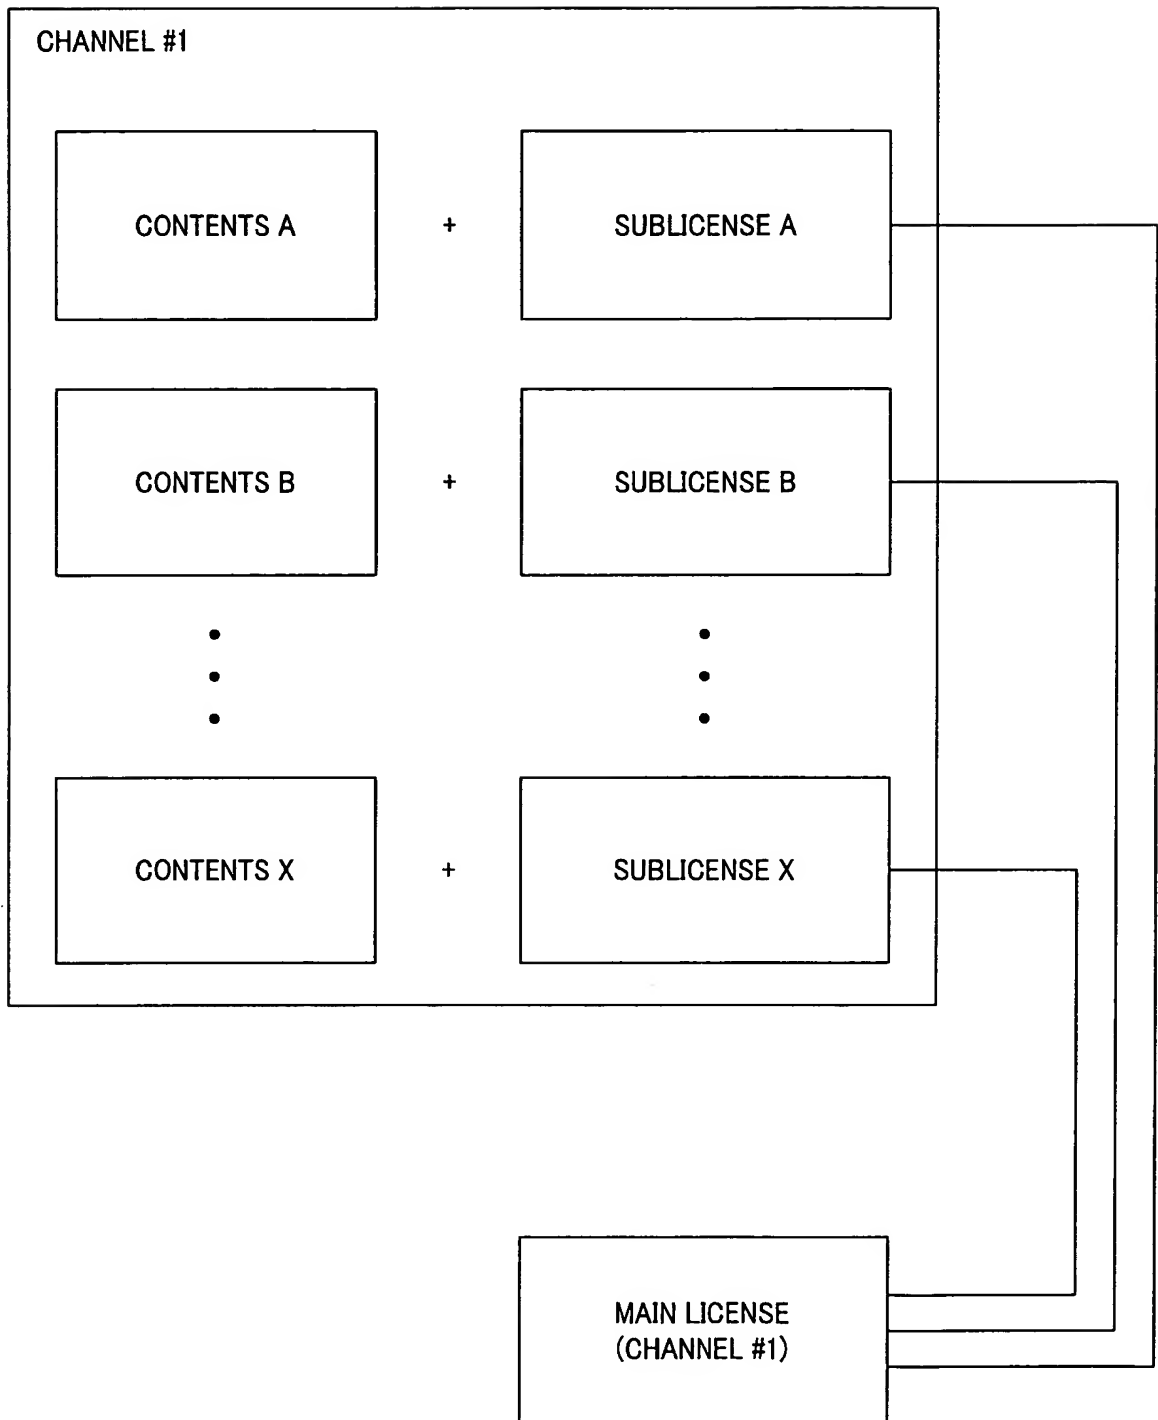 CHANNEL #1
CONTENTS A + SUBLICENSE A
CONTENTS B + SUBLICENSE B
CONTENTS X + SUBLICENSE X
MAIN LICENSE
(CHANNEL #1)